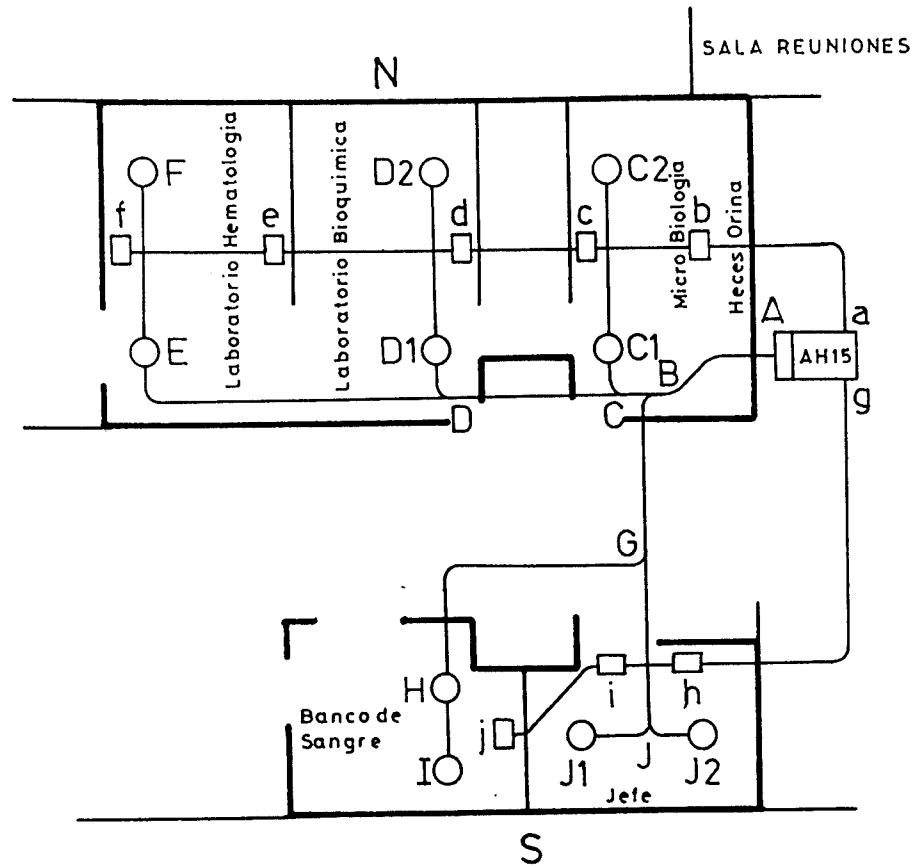 SALA REUNIONES
N
F
Laboratorio Hematologia
Laboratorio Bioquimica
D2
C2
Micro Biologia
Heces Orina
f
e
d
c
b
A
a
E
D1
C1
B
AH15
g
D
C
G
H
i
h
Banco de
Sangre
j
I
J1
J
J2
Jefe
S